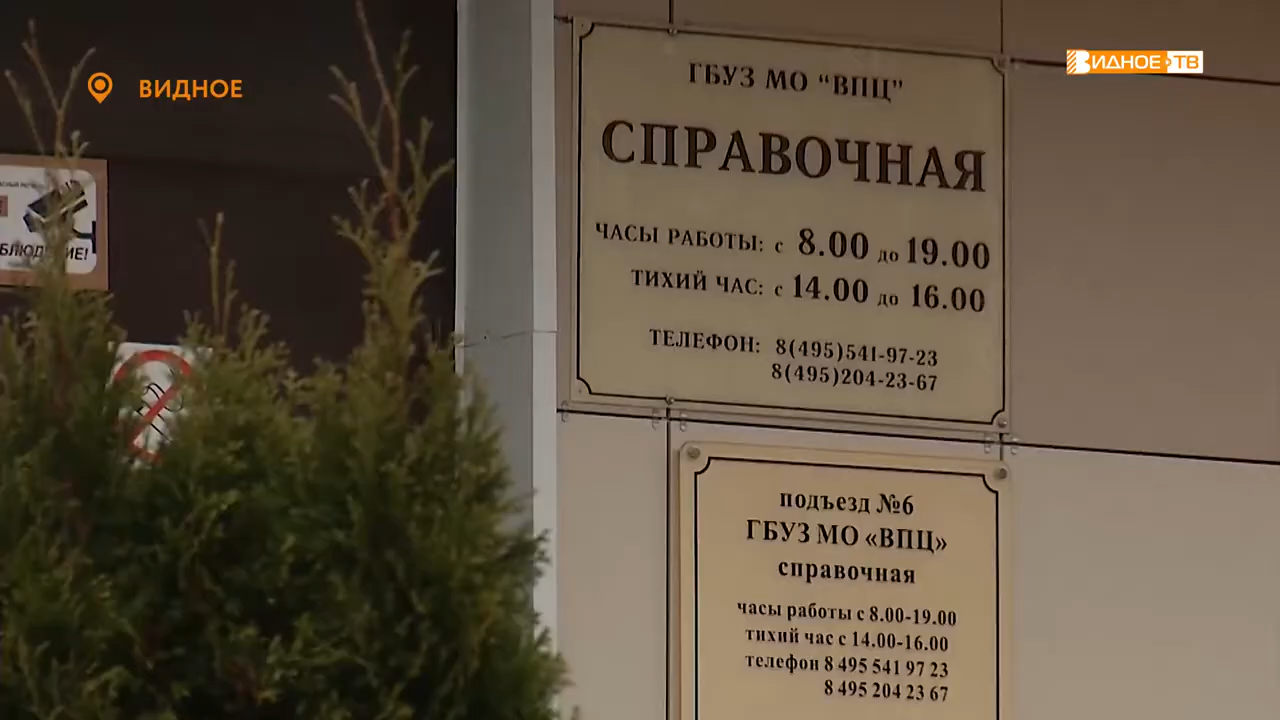 ВИДНОЕ
ВИДНОЕ ТВ
ГБУЗ МО “ВПЦ”
СПРАВОЧНАЯ
ЧАСЫ РАБОТЫ: с 8.00 до 19.00
ТИХИЙ ЧАС: с 14.00 до 16.00
ТЕЛЕФОН: 8(495)541-97-23
8(495)204-23-67
подъезд №6
ГБУЗ МО «ВПЦ»
справочная
часы работы с 8.00-19.00
тихий час с 14.00-16.00
телефон 8 495 541 97 23
8 495 204 23 67